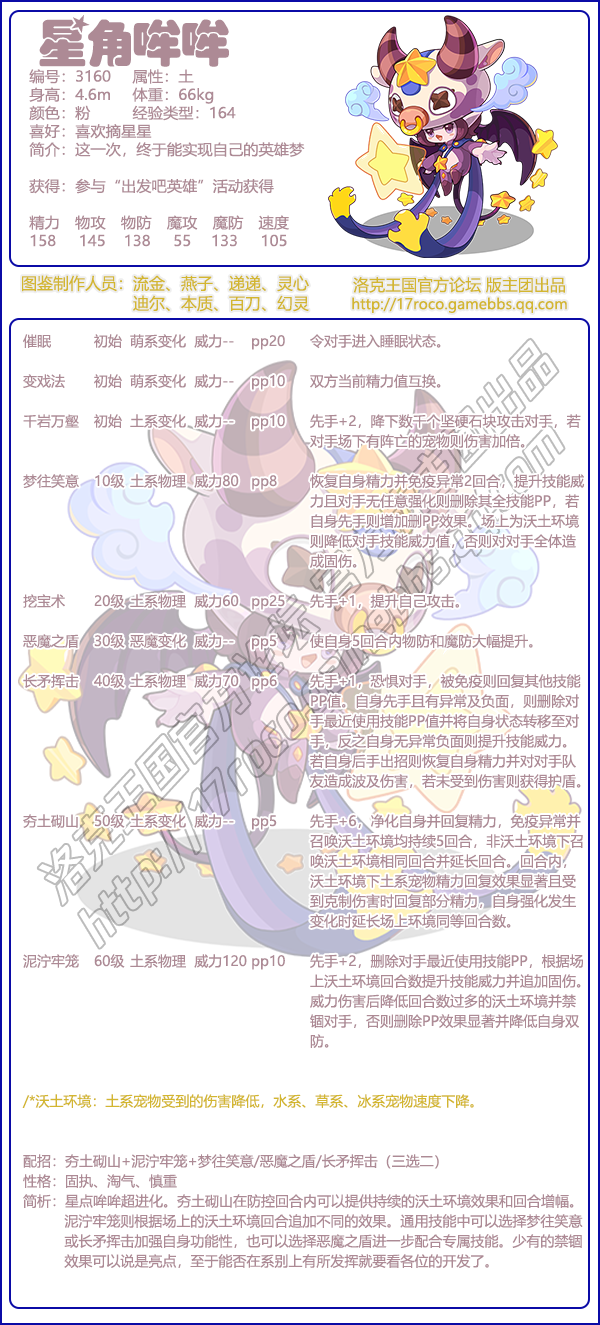 星角哞哞
编号：3160 属性：土
身高：4.6m 体重：66kg
颜色：粉 经验类型：164
喜好：喜欢摘星星
简介：这一次，终于能实现自己的英雄梦
获得：参与“出发吧英雄”活动获得
精力 物攻 物防 魔攻 魔防 速度
158 145 138 55 133 105
图鉴制作人员：流金、燕子、递递、灵心
迪尔、本质、百刀、幻灵
洛克王国官方论坛 版主团出品
http://17roco.gamebbs.qq.com
催眠 初始 萌系变化 威力-- pp20 令对手进入睡眠状态。
变戏法 初始 萌系变化 威力-- pp10 双方当前精力值互换。
千岩万壑 初始 土系变化 威力-- pp10 先手+2，降下数千个坚硬石块攻击对手，若
对手场下有阵亡的宠物则伤害加倍。
梦往笑意 10级 土系物理 威力80 pp8 恢复自身精力并免疫异常2回合，提升技能威
力且对手无任意强化则删除其全技能PP，若
自身先手则增加删PP效果。场上为沃土环境
则降低对手技能威力值，否则对对手全体造
成固伤。
挖宝术 20级 土系物理 威力60 pp25 先手+1，提升自己攻击。
恶魔之盾 30级 恶魔变化 威力-- pp5 使自身5回合内物防和魔防大幅提升。
长矛挥击 40级 土系物理 威力70 pp6 先手+1，恐惧对手，被免疫则回复其他技能
PP值。自身先手且有异常及负面，则删除对
手最近使用技能PP值并将自身状态转移至对
手，反之自身无异常负面则提升技能威力。
若自身后手出招则恢复自身精力并对对手队
友造成波及伤害，若未受到伤害则获得护盾。
夯土砌山 50级 土系变化 威力-- pp5 先手+6，净化自身并回复精力，免疫异常并
召唤沃土环境均持续5回合，非沃土环境下召
唤沃土环境相同回合并延长回合。回合内，
沃土环境下土系宠物精力回复效果显著且受
到克制伤害时回复部分精力，自身强化发生
变化时延长场上环境同等回合数。
泥泞牢笼 60级 土系物理 威力120 pp10 先手+2，删除对手最近使用技能PP，根据场
上沃土环境回合数提升技能威力并追加固伤。
威力伤害后降低回合数过多的沃土环境并禁
锢对手，否则删除PP效果显著并降低自身双
防。
/*沃土环境：土系宠物受到的伤害降低，水系、草系、冰系宠物速度下降。
配招：夯土砌山+泥泞牢笼+梦往笑意/恶魔之盾/长矛挥击（三选二）
性格：固执、淘气、慎重
简析：星点哞哞超进化。夯土砌山在防控回合内可以提供持续的沃土环境效果和回合增幅。
泥泞牢笼则根据场上的沃土环境回合追加不同的效果。通用技能中可以选择梦往笑意
或长矛挥击加强自身功能性，也可以选择恶魔之盾进一步配合专属技能。少有的禁锢
效果可以说是亮点，至于能否在系别上有所发挥就要看各位的开发了。
洛克王国官方论坛 版主团出品
http://17roco.gamebbs.qq.com